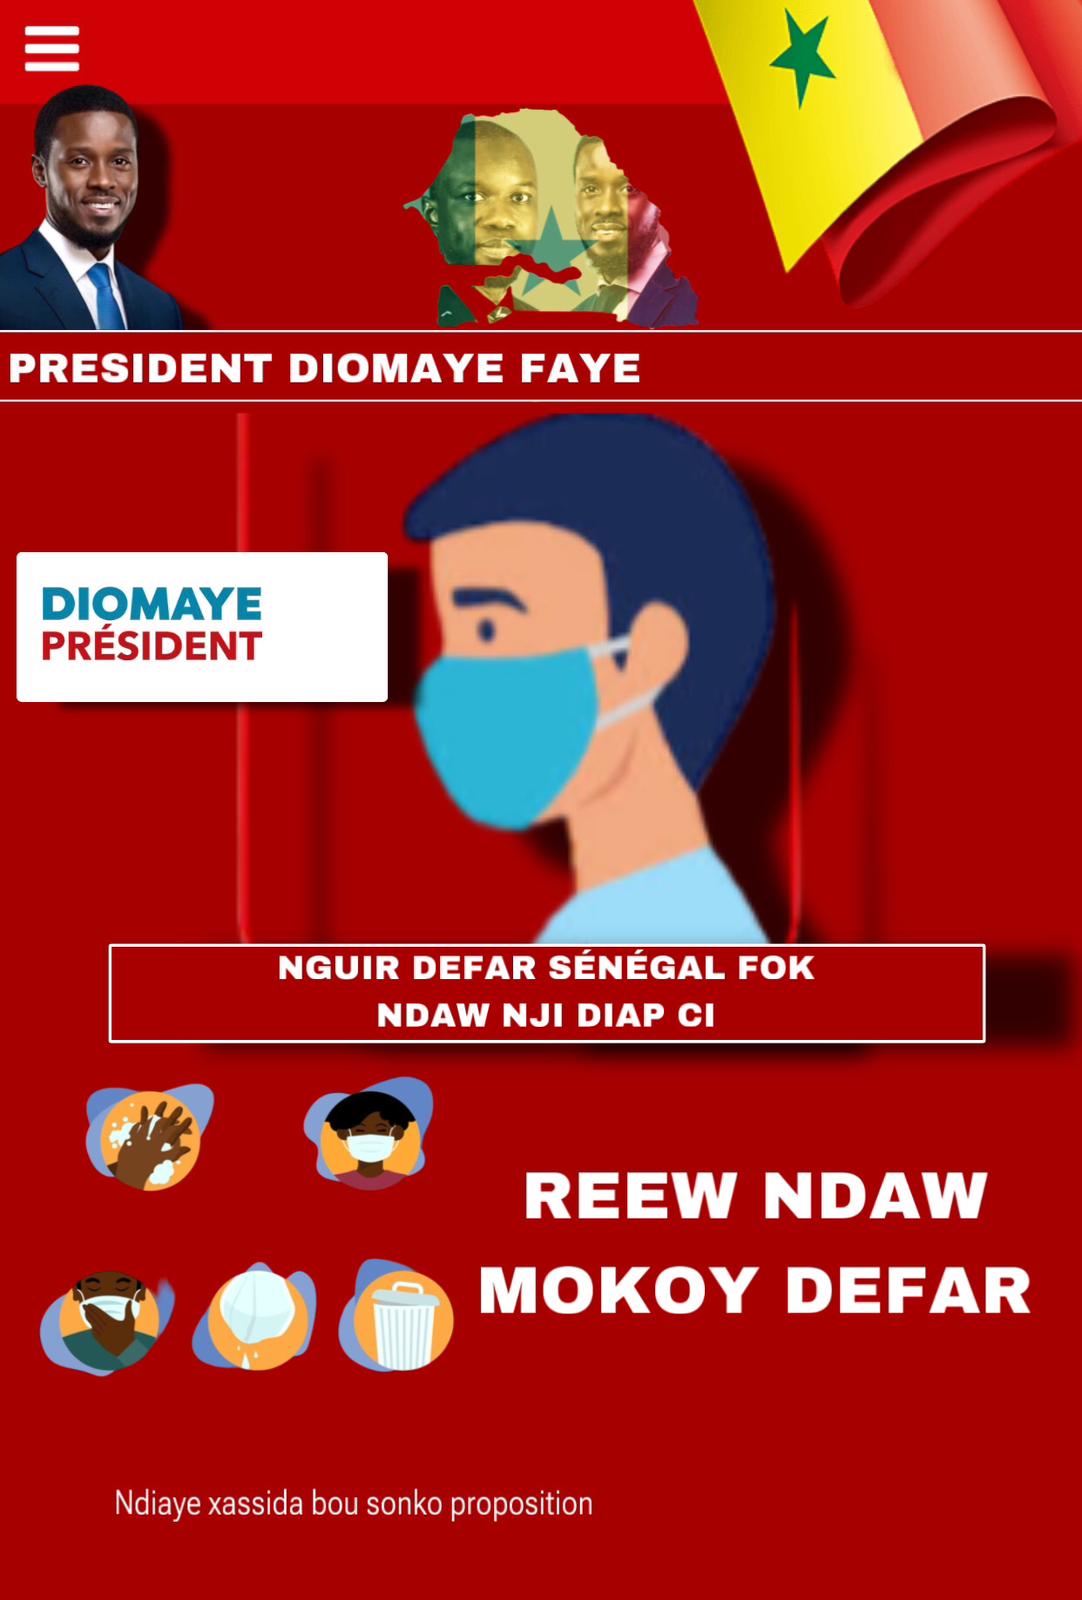 PRESIDENT DIOMAYE FAYE
DIOMAYE
PRÉSIDENT
NGUIR DEFAR SÉNÉGAL FOK
NDAW NJI DIAP CI
REEW NDAW
MOKOY DEFAR
Ndiaye xassida bou sonko proposition